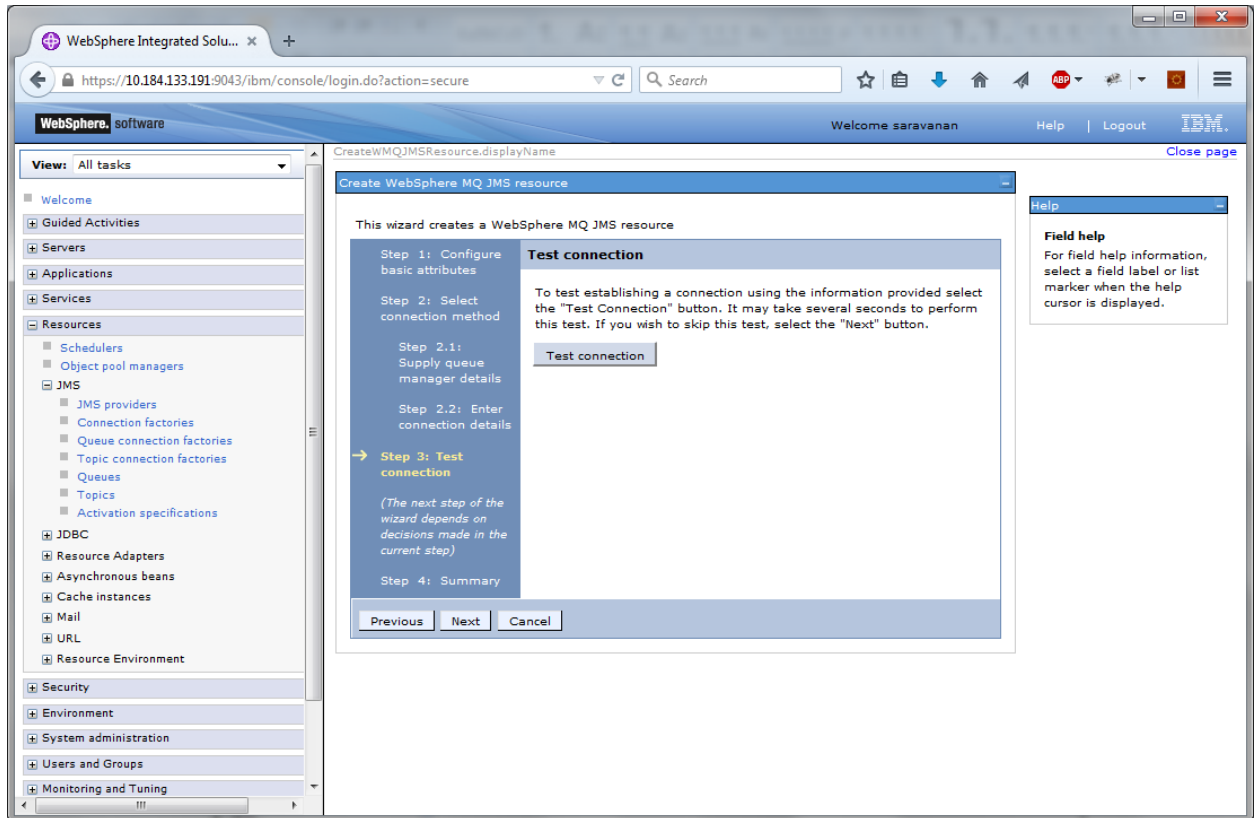 WebSphere Integrated Solu... × +
https://10.184.133.191:9043/ibm/console/login.do?action=secure
Search
ABP
WebSphere. software
Welcome saravanan
Help | Logout
IBM.
View: All tasks
Welcome
Guided Activities
Servers
Applications
Services
Resources
Schedulers
Object pool managers
JMS
JMS providers
Connection factories
Queue connection factories
Topic connection factories
Queues
Topics
Activation specifications
JDBC
Resource Adapters
Asynchronous beans
Cache instances
Mail
URL
Resource Environment
Security
Environment
System administration
Users and Groups
Monitoring and Tuning
CreateWMQJMSResource.displayName
Close page
Create WebSphere MQ JMS resource
This wizard creates a WebSphere MQ JMS resource
Step 1: Configure
basic attributes
Step 2: Select
connection method
Step 2.1:
Supply queue
manager details
Step 2.2: Enter
connection details
Step 3: Test
connection
(The next step of the
wizard depends on
decisions made in the
current step)
Step 4: Summary
Test connection
To test establishing a connection using the information provided select
the "Test Connection" button. It may take several seconds to perform
this test. If you wish to skip this test, select the "Next" button.
Test connection
Previous Next Cancel
Help
Field help
For field help information,
select a field label or list
marker when the help
cursor is displayed.